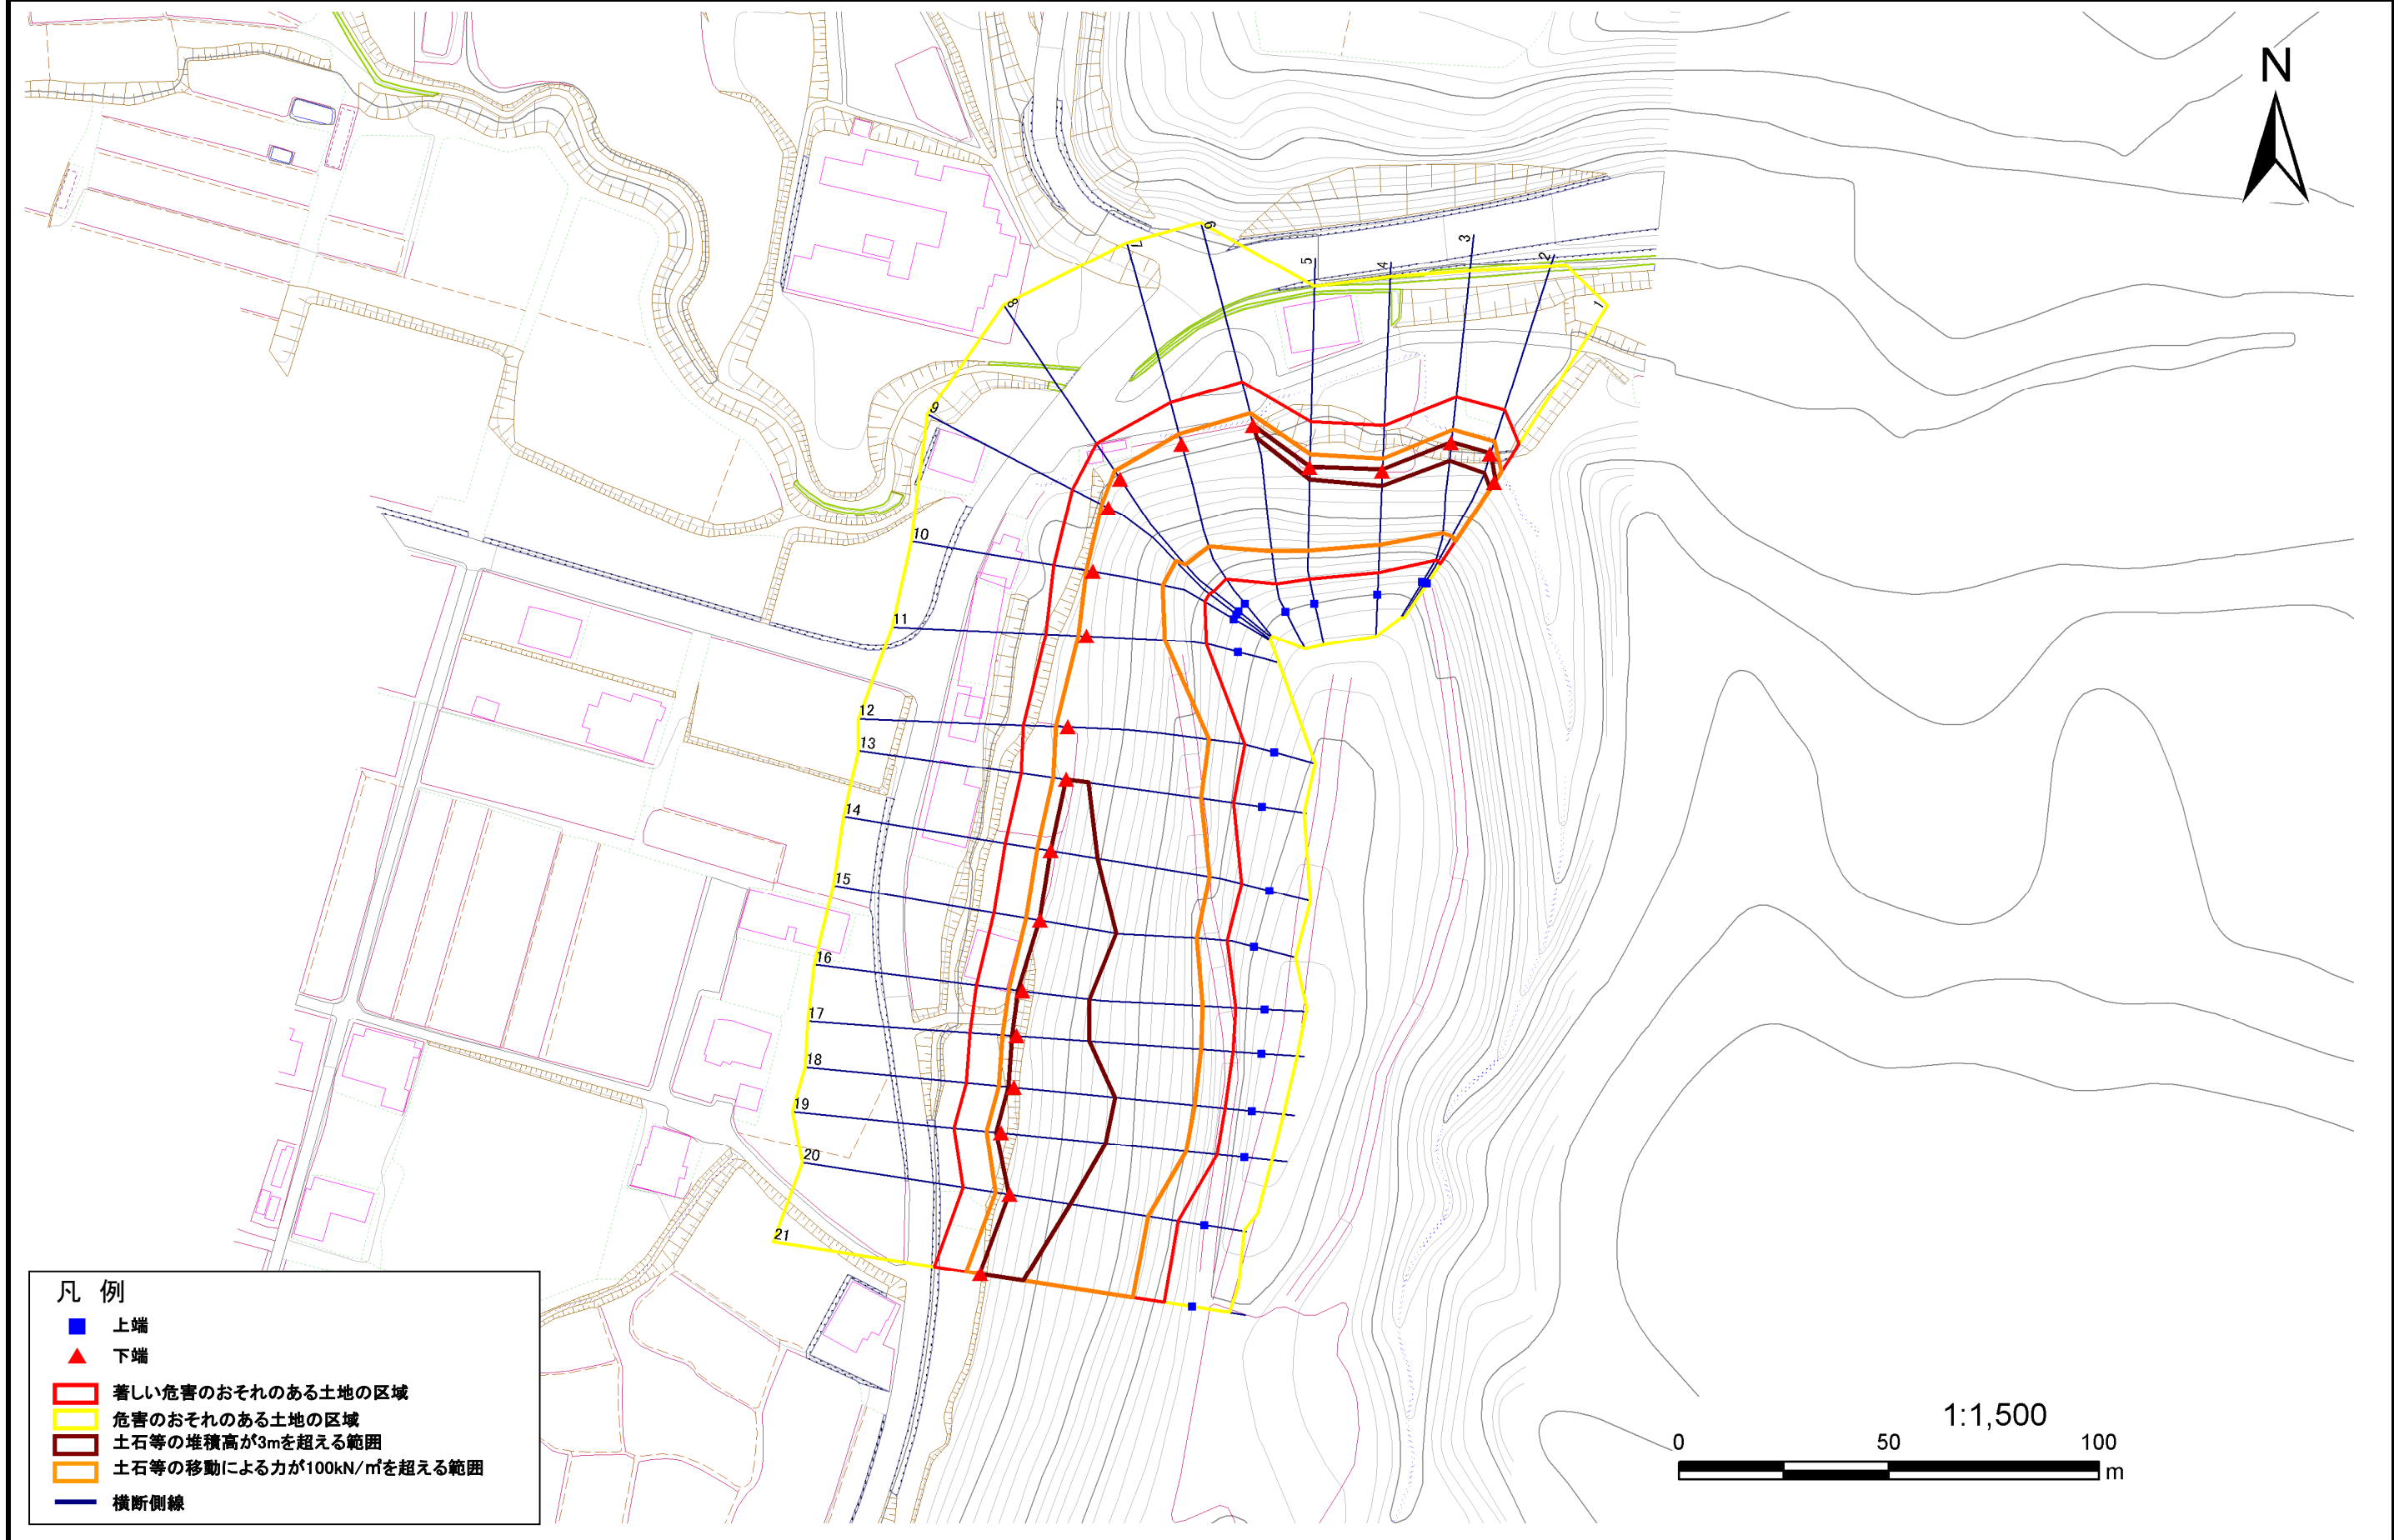 N
6
7
5
4
3
2
1
8
9
10
11
12
13
14
15
16
17
18
19
20
21
凡 例
上端
下端
著しい危害のおそれのある土地の区域
危害のおそれのある土地の区域
土石等の堆積高が3mを超える範囲
土石等の移動による力が100kN/㎡を超える範囲
横断側線
1:1,500
0 50 100
m